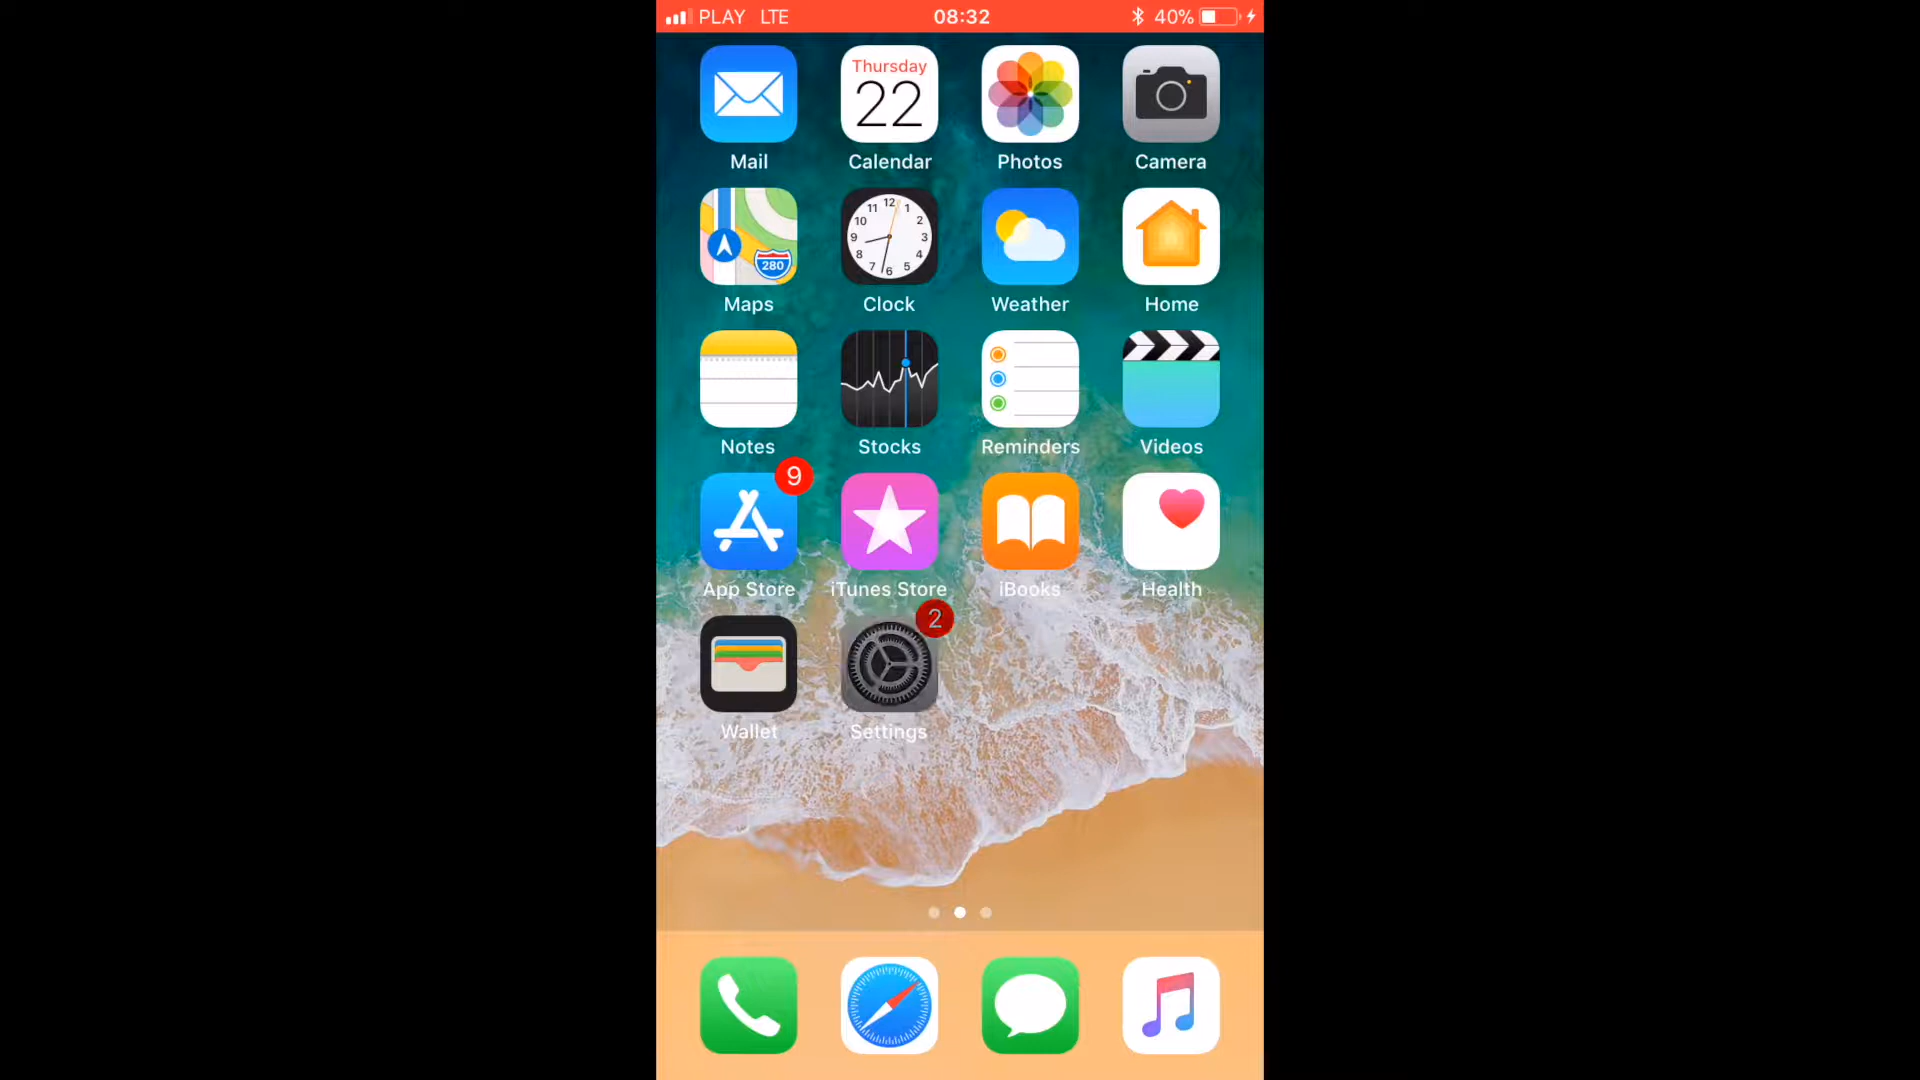 PLAY LTE 08:32 40%
Thursday
22
Mail Calendar Photos Camera
12 1 2 3 4 5 6 7 8 9 10 11
280
Maps Clock Weather Home
Notes Stocks Reminders Videos
9
App Store iTunes Store iBooks Health
2
Wallet Settings